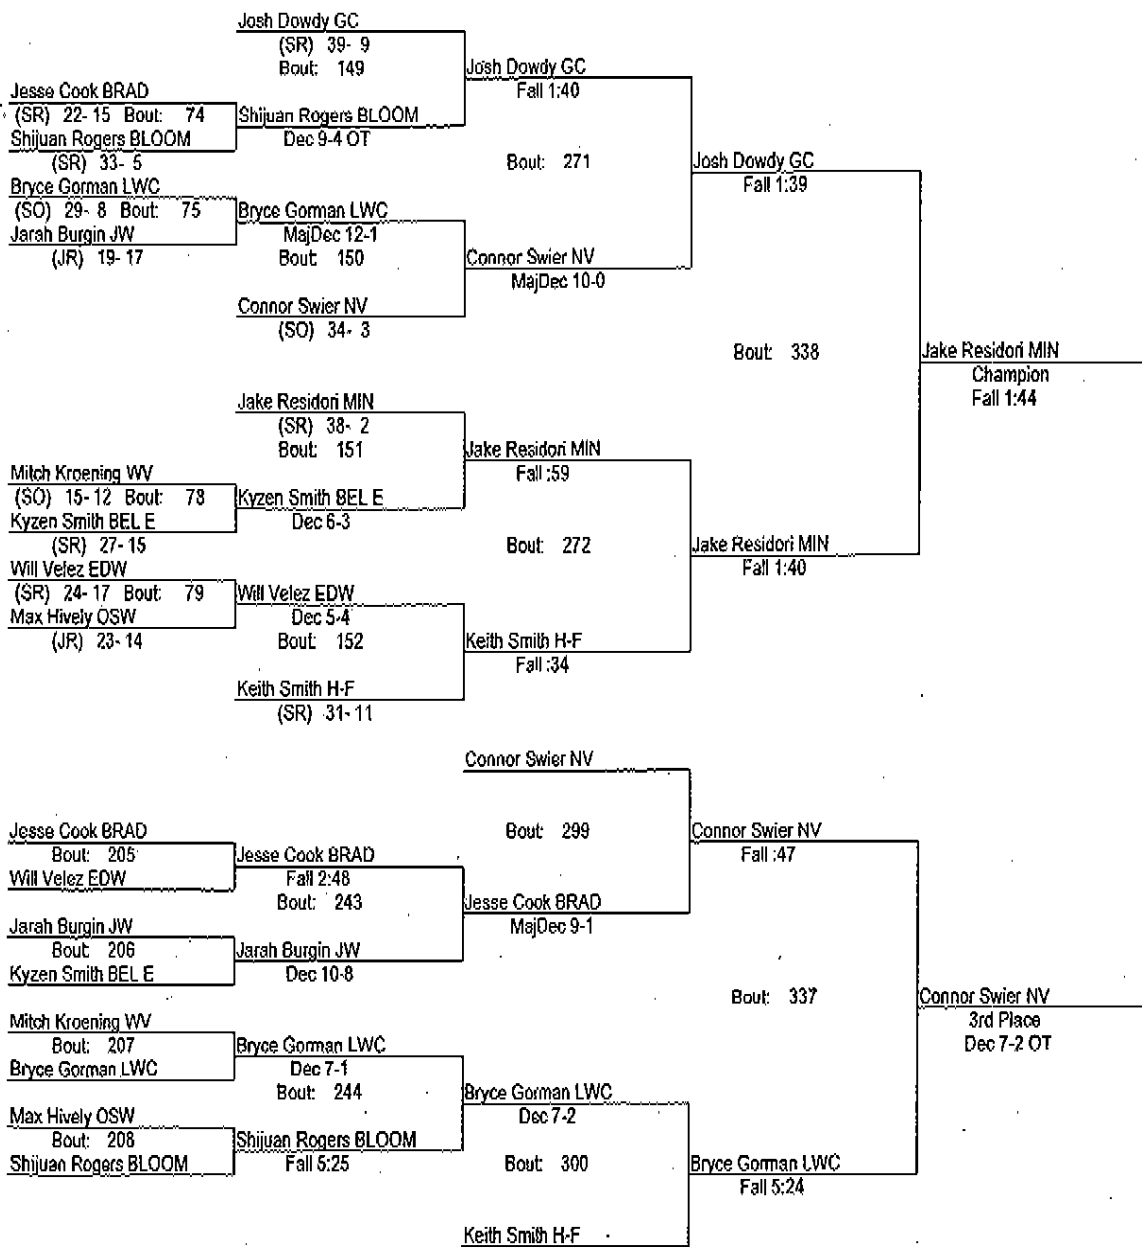 Josh Dowdy GC
(SR) 39- 9
Bout: 149
Josh Dowdy GC
Fall 1:40
Jesse Cook BRAD
(SR) 22- 15 Bout: 74
Shijuan Rogers BLOOM
Dec 9-4 OT
Shijuan Rogers BLOOM
(SR) 33- 5
Bout: 271
Josh Dowdy GC
Fall 1:39
Bryce Gorman LWC
(SO) 29- 8 Bout: 75
Bryce Gorman LWC
MajDec 12-1
Jarah Burgin JW
(JR) 19- 17
Bout: 150
Connor Swier NV
MajDec 10-0
Connor Swier NV
(SO) 34- 3
Bout: 338
Jake Residori MIN
Champion
Fall 1:44
Jake Residori MIN
(SR) 38- 2
Bout: 151
Jake Residori MIN
Fall :59
Mitch Kroening WV
(SO) 15- 12 Bout: 78
Kyzen Smith BEL E
Dec 6-3
Kyzen Smith BEL E
(SR) 27- 15
Bout: 272
Jake Residori MIN
Fall 1:40
Will Velez EDW
(SR) 24- 17 Bout: 79
Will Velez EDW
Dec 5-4
Max Hively OSW
(JR) 23- 14
Bout: 152
Keith Smith H-F
Fall :34
Keith Smith H-F
(SR) 31- 11
Connor Swier NV
Bout: 299
Connor Swier NV
Fall :47
Jesse Cook BRAD
Bout: 205
Jesse Cook BRAD
Fall 2:48
Will Velez EDW
Bout: 243
Jesse Cook BRAD
MajDec 9-1
Jarah Burgin JW
Bout: 206
Jarah Burgin JW
Dec 10-8
Kyzen Smith BEL E
Bout: 337
Connor Swier NV
3rd Place
Dec 7-2 OT
Mitch Kroening WV
Bout: 207
Bryce Gorman LWC
Dec 7-1
Bryce Gorman LWC
Bout: 244
Bryce Gorman LWC
Dec 7-2
Max Hively OSW
Bout: 208
Shijuan Rogers BLOOM
Fall 5:25
Shijuan Rogers BLOOM
Bout: 300
Bryce Gorman LWC
Fall 5:24
Keith Smith H-F